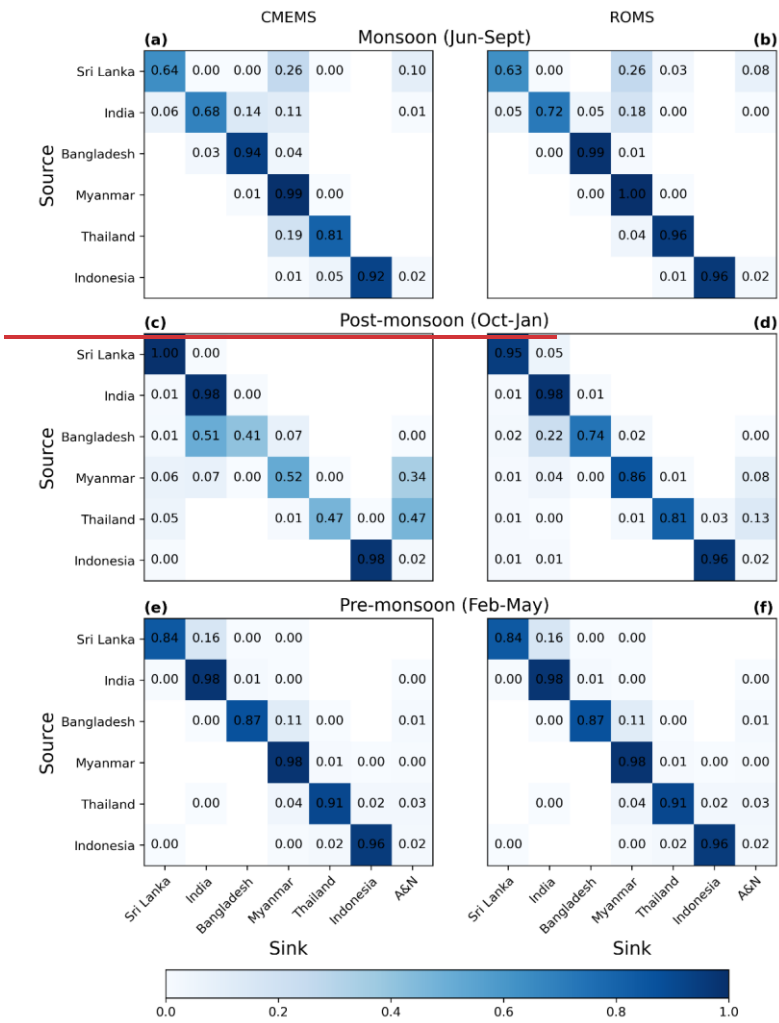 CMEMS ROMS
(a) Monsoon (Jun-Sept) (b)
Sri Lanka 0.64 0.00 0.00 0.26 0.00 0.10 0.63 0.00 0.26 0.03 0.08
India 0.06 0.68 0.14 0.11 0.01 0.05 0.72 0.05 0.18 0.00 0.00
Bangladesh 0.03 0.94 0.04 0.00 0.99 0.01
Source
Myanmar 0.01 0.99 0.00 0.00 1.00 0.00
Thailand 0.19 0.81 0.04 0.96
Indonesia 0.01 0.05 0.92 0.02 0.01 0.96 0.02
(c) Post-monsoon (Oct-Jan) (d)
Sri Lanka 1.00 0.00 0.95 0.05
India 0.01 0.98 0.00 0.01 0.98 0.01
Bangladesh 0.01 0.51 0.41 0.07 0.00 0.02 0.22 0.74 0.02 0.00
Source
Myanmar 0.06 0.07 0.00 0.52 0.00 0.34 0.01 0.04 0.00 0.86 0.01 0.08
Thailand 0.05 0.01 0.47 0.00 0.47 0.01 0.00 0.01 0.81 0.03 0.13
Indonesia 0.00 0.98 0.02 0.01 0.01 0.96 0.02
(e) Pre-monsoon (Feb-May) (f)
Sri Lanka 0.84 0.16 0.00 0.00 0.84 0.16 0.00 0.00
India 0.00 0.98 0.01 0.00 0.00 0.00 0.98 0.01 0.00 0.00
Bangladesh 0.00 0.87 0.11 0.00 0.01 0.00 0.87 0.11 0.00 0.01
Source
Myanmar 0.98 0.01 0.00 0.00 0.98 0.01 0.00 0.00
Thailand 0.00 0.04 0.91 0.02 0.03 0.00 0.04 0.91 0.02 0.03
Indonesia 0.00 0.00 0.02 0.96 0.02 0.00 0.00 0.02 0.96 0.02
Sri Lanka India Bangladesh Myanmar Thailand Indonesia A&N Sri Lanka India Bangladesh Myanmar Thailand Indonesia A&N
Sink Sink
0.0 0.2 0.4 0.6 0.8 1.0